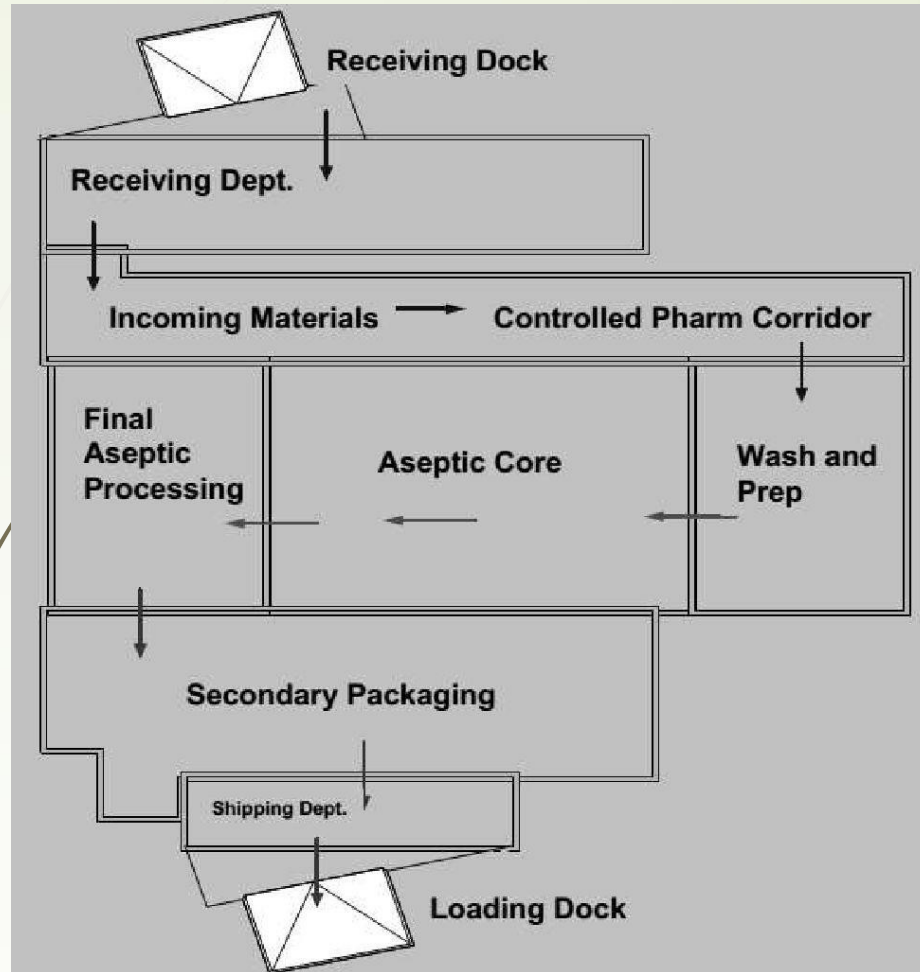 Receiving Dock
Receiving Dept.
Incoming Materials
Controlled Pharm Corridor
Final
Aseptic
Processing
Aseptic Core
Wash and
Prep
Secondary Packaging
Shipping Dept.
Loading Dock